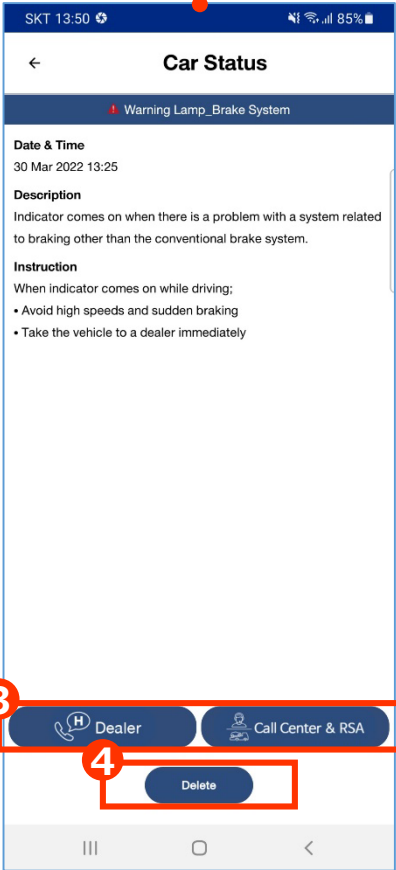 SKT 13:50 85%
Car Status
Warning Lamp_Brake System
Date & Time
30 Mar 2022 13:25
Description
Indicator comes on when there is a problem with a system related
to braking other than the conventional brake system.
Instruction
When indicator comes on while driving;
• Avoid high speeds and sudden braking
• Take the vehicle to a dealer immediately
3
H Dealer
Call Center & RSA
4
Delete